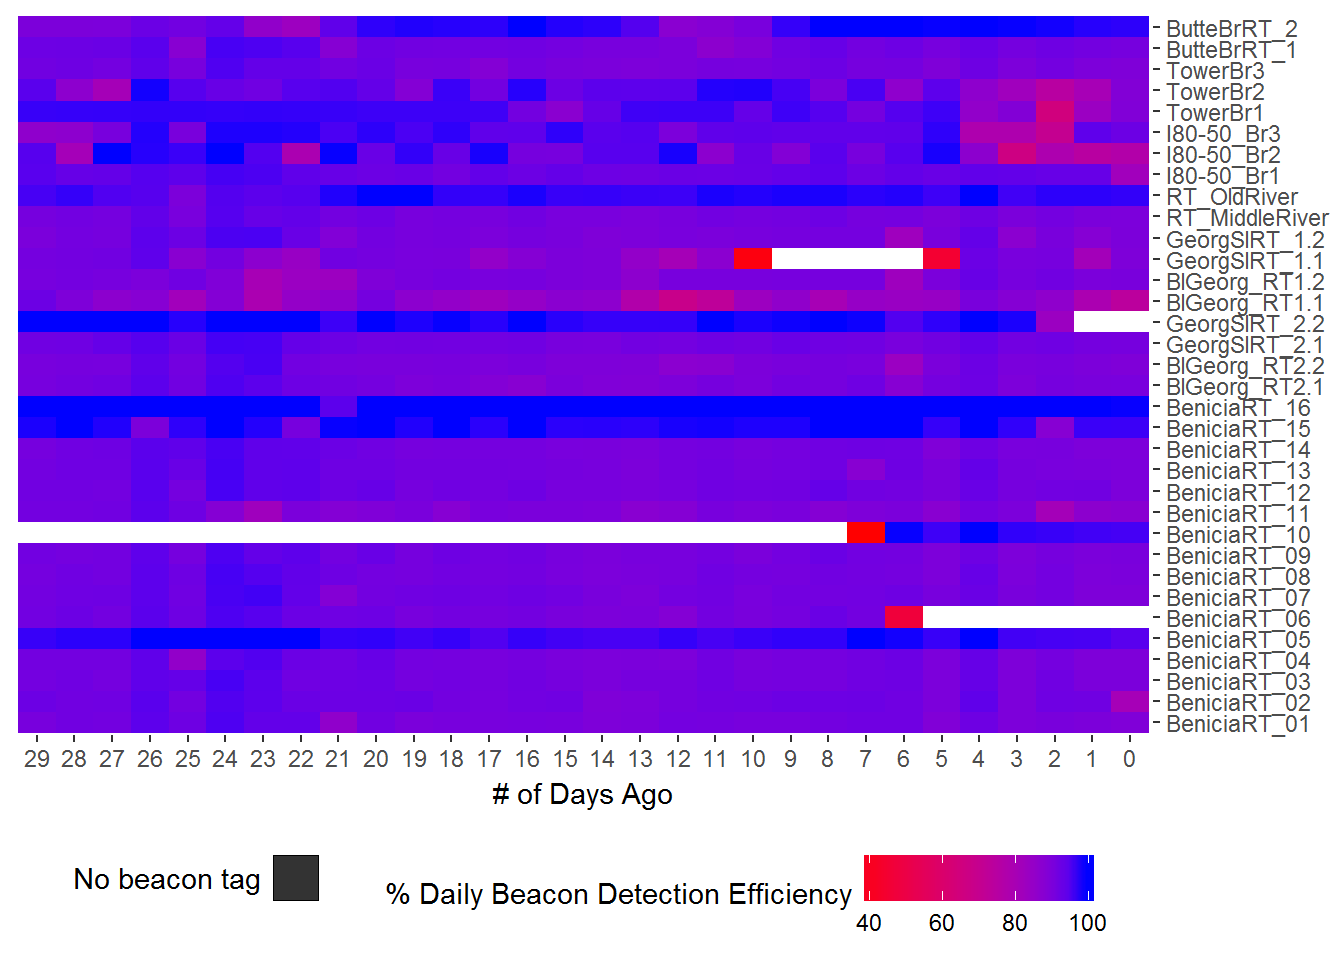 ButteBrRT_2
ButteBrRT_1
TowerBr3
TowerBr2
TowerBr1
I80-50_Br3
I80-50_Br2
I80-50_Br1
RT_OldRiver
RT_MiddleRiver
GeorgSlRT_1.2
GeorgSlRT_1.1
BlGeorg_RT1.2
BlGeorg_RT1.1
GeorgSlRT_2.2
GeorgSlRT_2.1
BlGeorg_RT2.2
BlGeorg_RT2.1
BeniciaRT_16
BeniciaRT_15
BeniciaRT_14
BeniciaRT_13
BeniciaRT_12
BeniciaRT_11
BeniciaRT_10
BeniciaRT_09
BeniciaRT_08
BeniciaRT_07
BeniciaRT_06
BeniciaRT_05
BeniciaRT_04
BeniciaRT_03
BeniciaRT_02
BeniciaRT_01
29 28 27 26 25 24 23 22 21 20 19 18 17 16 15 14 13 12 11 10 9 8 7 6 5 4 3 2 1 0
# of Days Ago
No beacon tag
% Daily Beacon Detection Efficiency
40 60 80 100